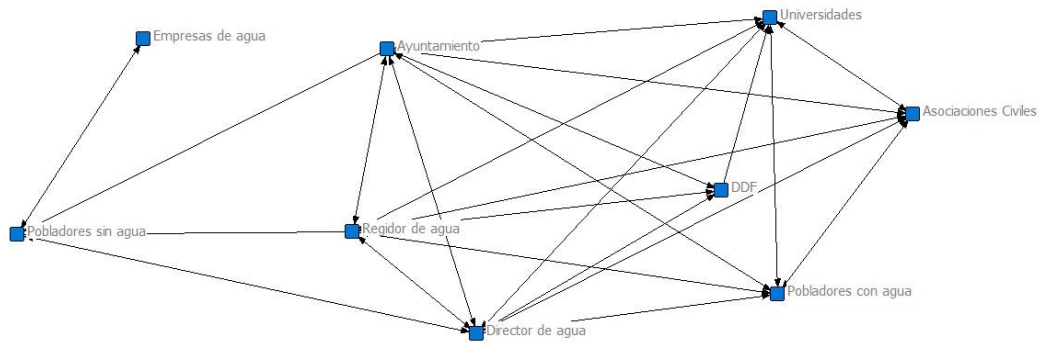 Universidades
Empresas de agua
Ayuntamiento
Asociaciones Civiles
DDF
Pobladores sin agua
Regidor de agua
Pobladores con agua
Director de agua